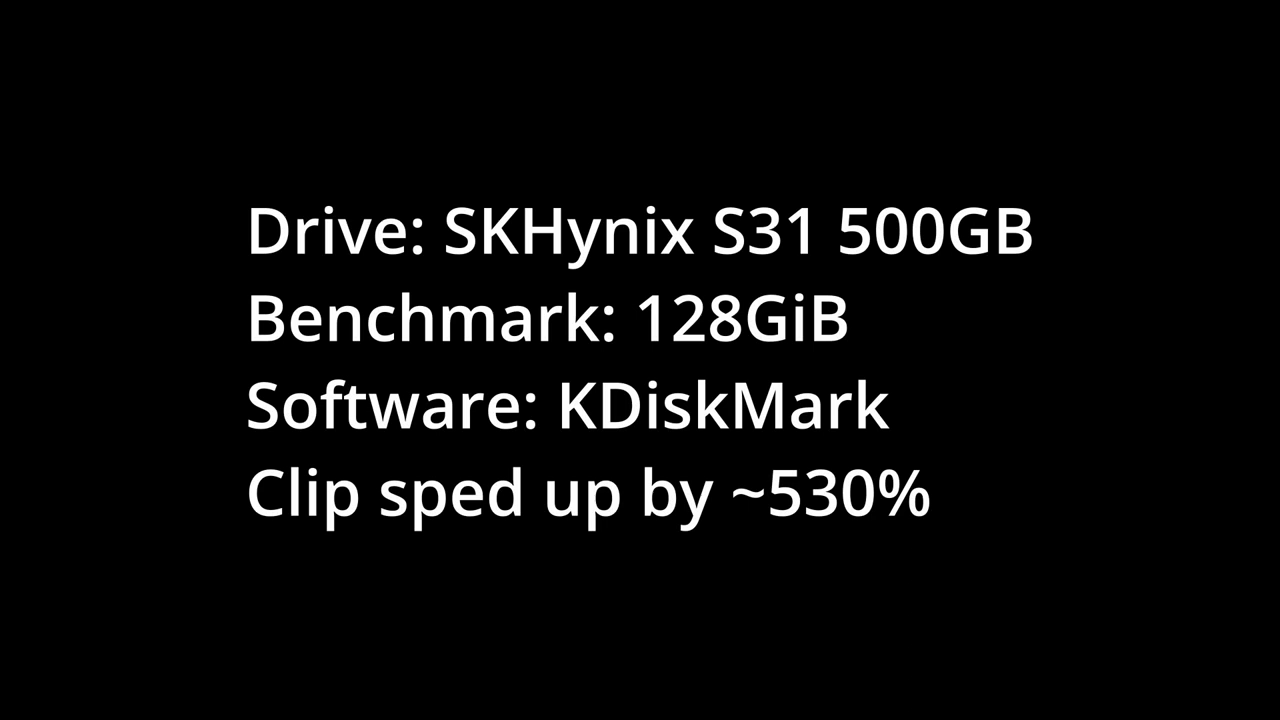 Drive: SKHynix S31 500GB
Benchmark: 128GiB
Software: KDiskMark
Clip sped up by ~530%